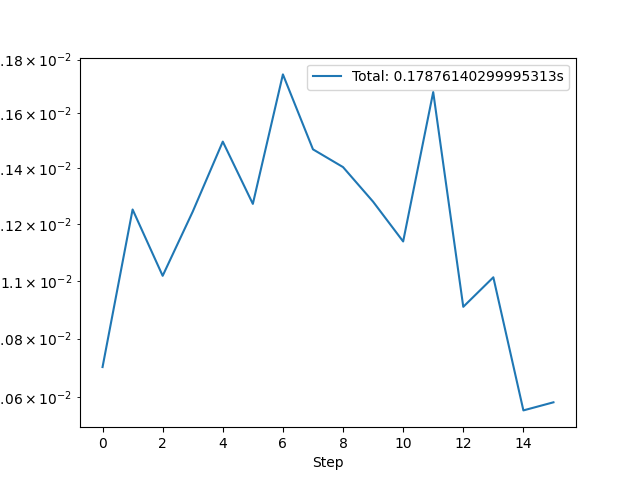 Total: 0.17876140299995313s
.18 × 10⁻²
.16 × 10⁻²
.14 × 10⁻²
.12 × 10⁻²
1.1 × 10⁻²
.08 × 10⁻²
.06 × 10⁻²
0 2 4 6 8 10 12 14
Step